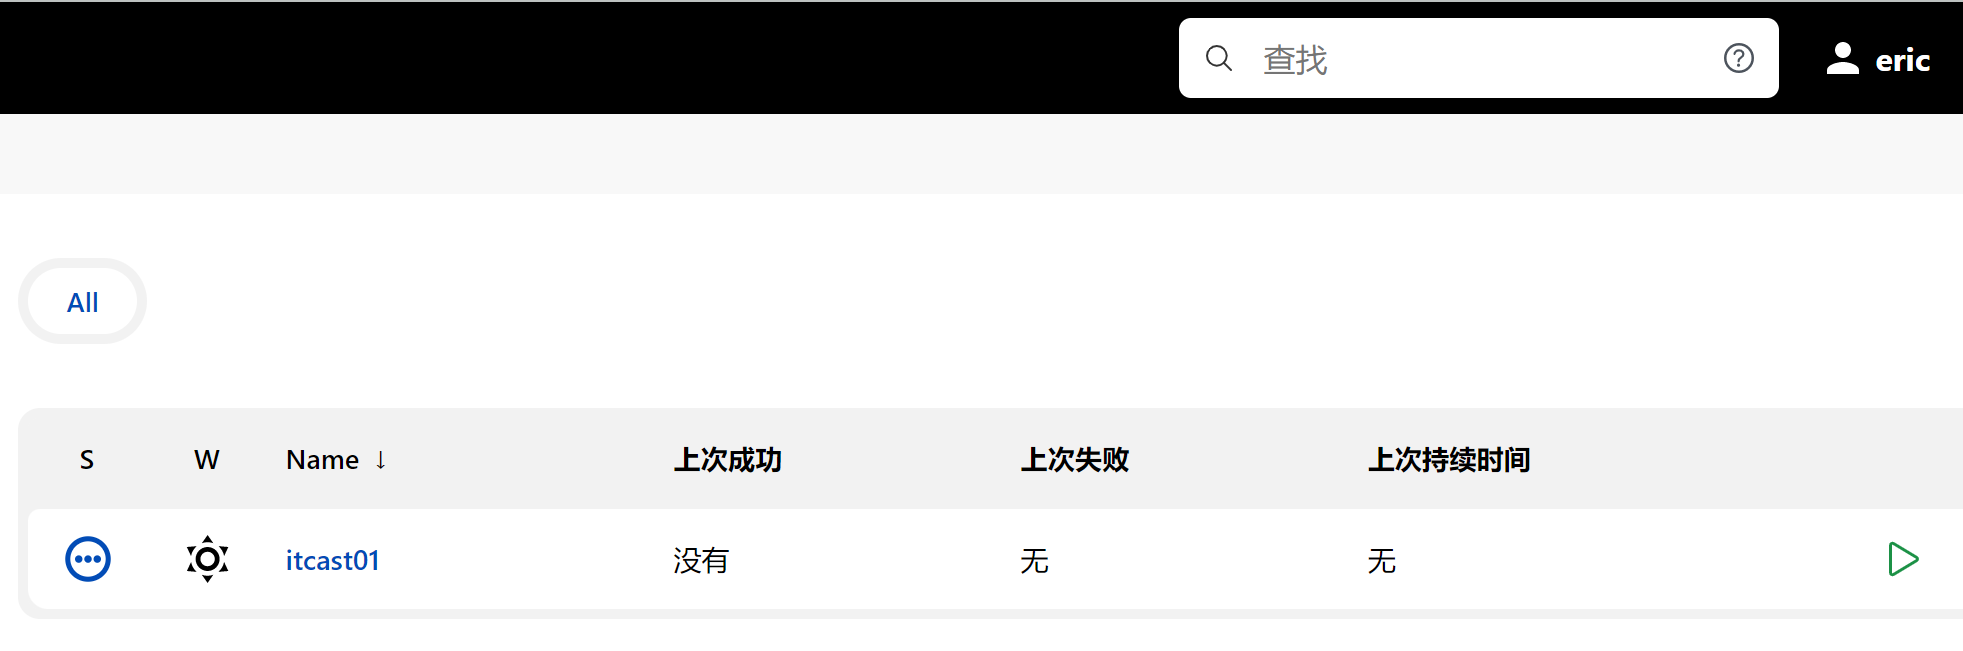 查找
eric
All
S W Name ↓ 上次成功 上次失败 上次持续时间
itcast01 没有 无 无